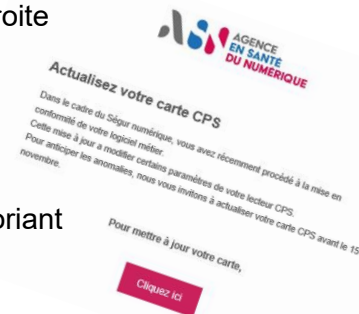 roite
ASN AGENCE
EN SANTÉ
DU NUMÉRIQUE
Actualisez votre carte CPS
Dans le cadre du Ségur numérique, vous avez récemment procédé à la mise en
conformité de votre logiciel métier.
Cette mise à jour a modifier certains paramètres de votre lecteur CPS.
Pour anticiper les anomalies, nous vous invitons à actualiser votre carte CPS avant le 15
novembre.
oriant
Pour mettre à jour votre carte,
Cliquez ici